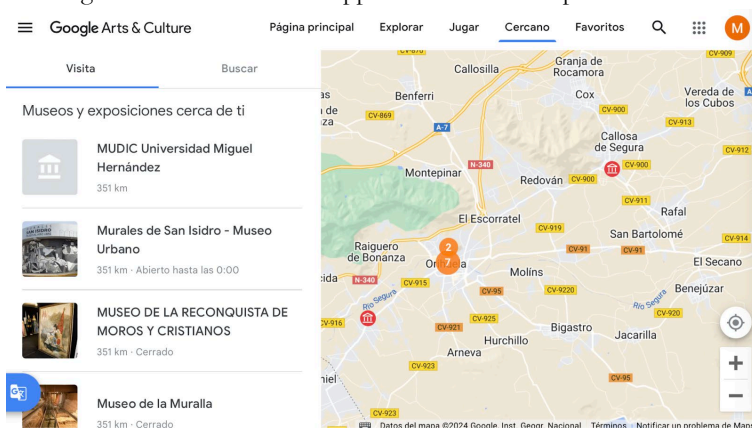 Google Arts & Culture
Página principal Explorar Jugar Cercano Favoritos
M
Visita Buscar
Museos y exposiciones cerca de ti
MUDIC Universidad Miguel
Hernández
351 km
Murales de San Isidro - Museo
Urbano
351 km · Abierto hasta las 0:00
MUSEO DE LA RECONQUISTA DE
MOROS Y CRISTIANOS
351 km · Cerrado
Museo de la Muralla
351 km · Cerrado
CV-870
CV-909
Callosilla
Granja de
Rocamora
Benferri
Cox
Vereda de
los Cubos
CV-869
CV-900
CV-913
A-7
Callosa
de Segura
CV-912
N-340
CV-900
Montepinar
Redován
CV-900
CV-911
Rafal
El Escorratel
CV-919
San Bartolomé
CV-914
2
7
Raiguero
de Bonanza
CV-91
CV-91
El Secano
Molíns
N-340
CV-915
CV-95
CV-9220
Benejúzar
Río Segura
Río Segura
CV-920
CV-916
CV-925
CV-921
Bigastro
Hurchillo
Jacarilla
Arneva
CV-923
CV-95
CV-923
Datos del mapa ©2024 Google, Inst. Geogr. Nacional Términos Notificar un problema de